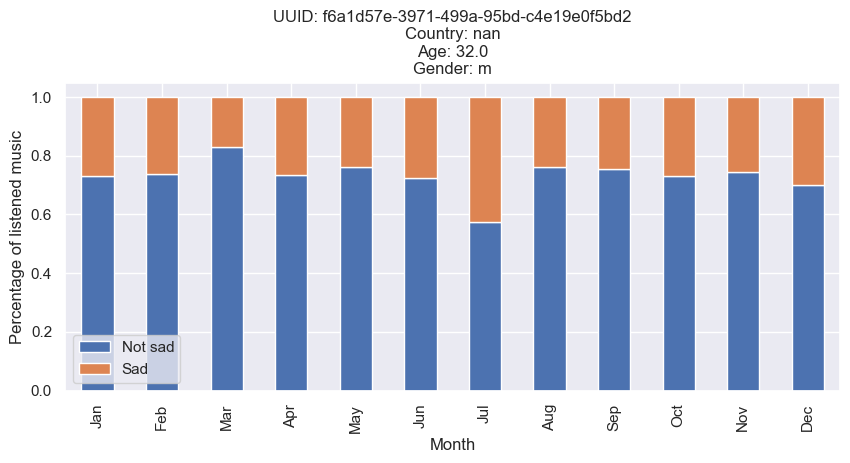 UUID: f6a1d57e-3971-499a-95bd-c4e19e0f5bd2
Country: nan
Age: 32.0
Gender: m
Percentage of listened music
1.0
0.8
0.6
0.4
0.2
0.0
Not sad
Sad
Jan
Feb
Mar
Apr
May
Jun
Jul
Aug
Sep
Oct
Nov
Dec
Month